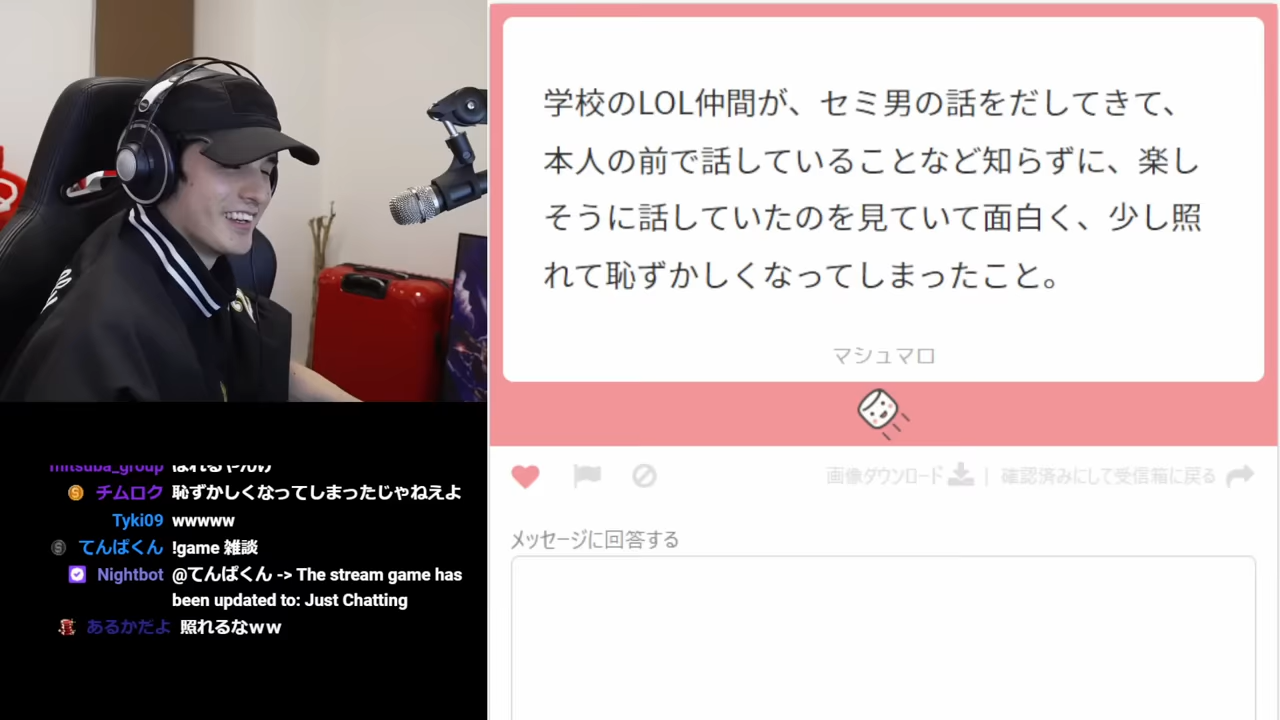 学校のLOL仲間が、セミ男の話をだしてきて、
本人の前で話していることなど知らずに、楽し
そうに話していたのを見ていて面白く、少し照
れて恥ずかしくなってしまったこと。
マシュマロ
画像ダウンロード | 確認済みにして受信箱に戻る
メッセージに回答する
mitsuba_group
チムロク 恥ずかしくなってしまったじゃねえよ
Tyki09 wwwww
てんぱくん !game 雑談
Nightbot @てんぱくん -> The stream game has
been updated to: Just Chatting
あるかだよ 照れるなｗｗ